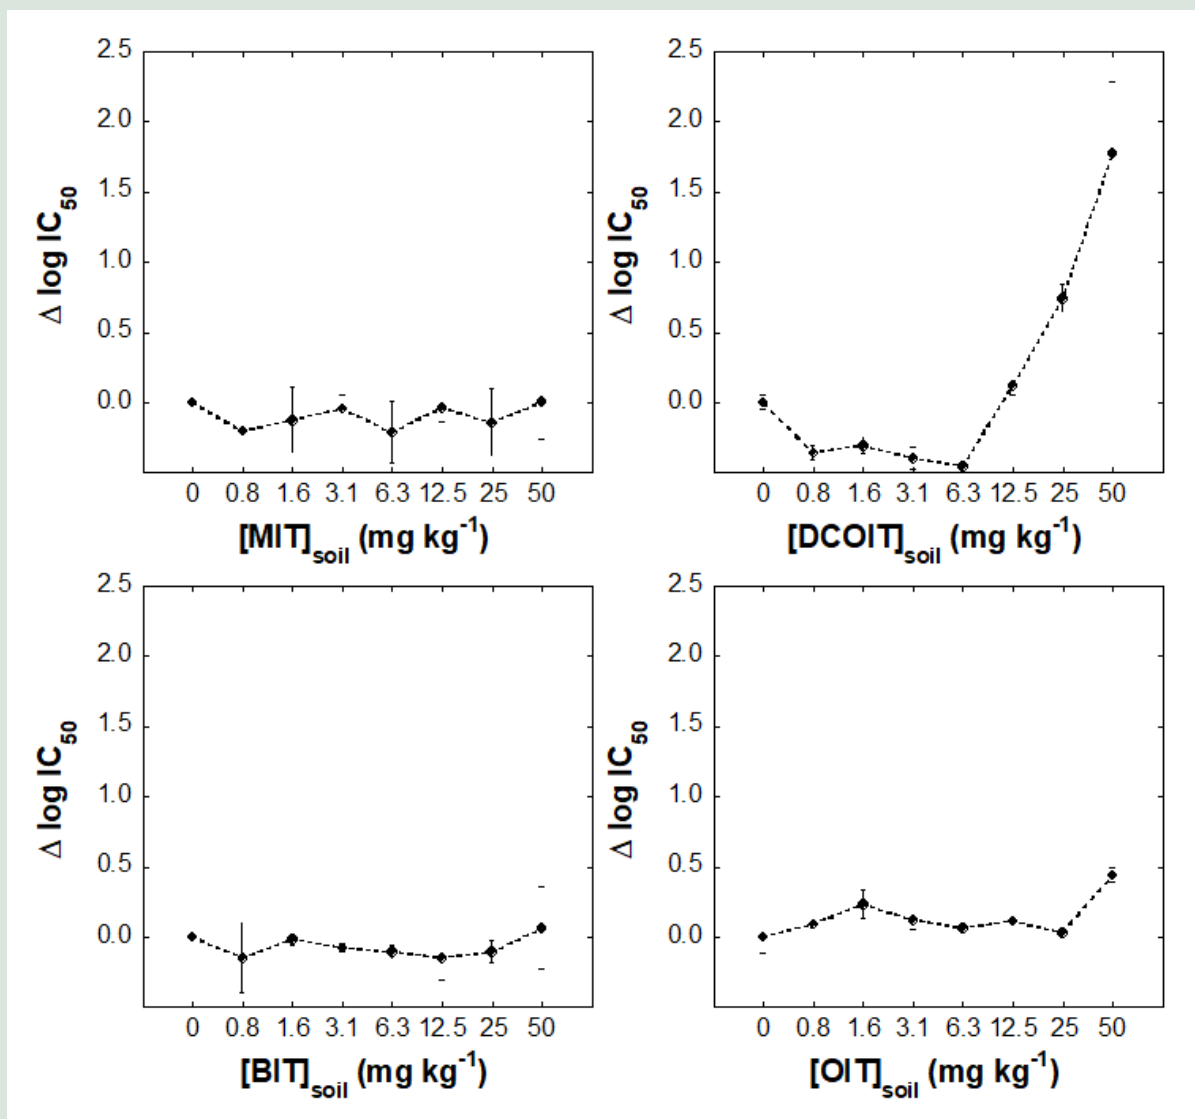 2.5 2.5
2.0 2.0
1.5 1.5
1.0 1.0
0.5 0.5
0.0 0.0
Δ log IC50 Δ log IC50
0 0.8 1.6 3.1 6.3 12.5 25 50 0 0.8 1.6 3.1 6.3 12.5 25 50
[MIT]soil (mg kg-1) [DCOIT]soil (mg kg-1)
2.5 2.5
2.0 2.0
1.5 1.5
1.0 1.0
0.5 0.5
0.0 0.0
Δ log IC50 Δ log IC50
0 0.8 1.6 3.1 6.3 12.5 25 50 0 0.8 1.6 3.1 6.3 12.5 25 50
[BIT]soil (mg kg-1) [OIT]soil (mg kg-1)